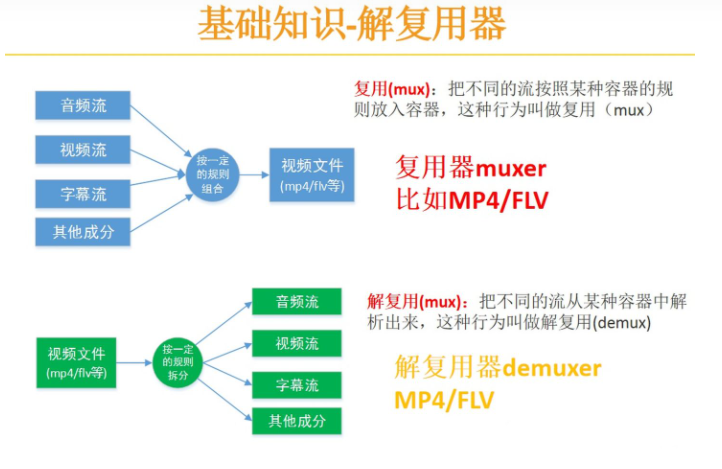 基础知识-解复用器
音频流
视频流
字幕流
其他成分
按一定
的规则
组合
视频文件
(mp4/flv等)
复用(mux)：把不同的流按照某种容器的规
则放入容器，这种行为叫做复用（mux）
复用器muxer
比如MP4/FLV
视频文件
(mp4/flv等)
按一定
的规则
拆分
音频流
视频流
字幕流
其他成分
解复用(mux)：把不同的流从某种容器中解
析出来，这种行为叫做解复用(demux)
解复用器demuxer
MP4/FLV